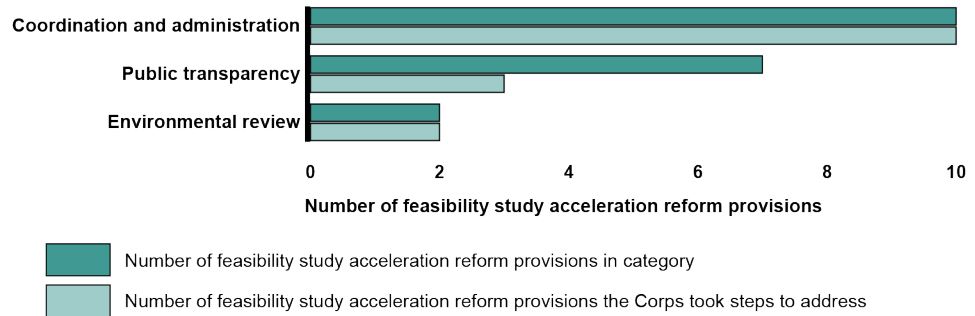 Coordination and administration
Public transparency
Environmental review
0 2 4 6 8 10
Number of feasibility study acceleration reform provisions
Number of feasibility study acceleration reform provisions in category
Number of feasibility study acceleration reform provisions the Corps took steps to address